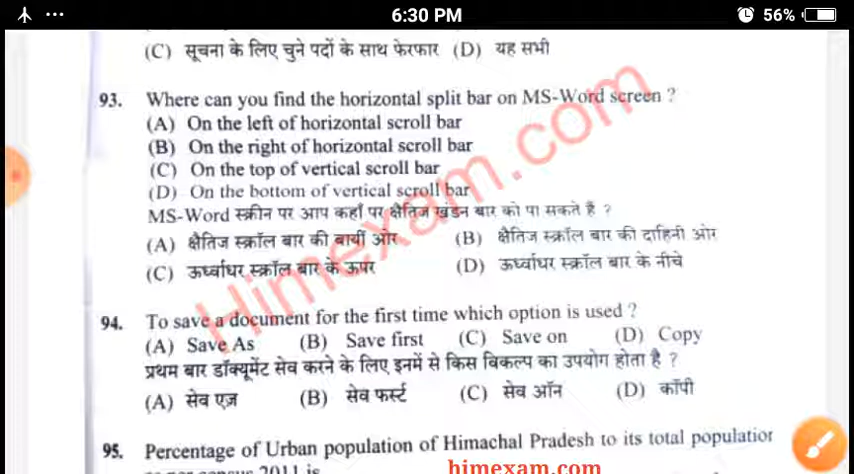 6:30 PM
56%
(C) सूचना के लिए चुने पदों के साथ फेरफार (D) यह सभी
93. Where can you find the horizontal split bar on MS-Word screen ?
(A) On the left of horizontal scroll bar
(B) On the right of horizontal scroll bar
(C) On the top of vertical scroll bar
(D) On the bottom of vertical scroll bar
MS-Word स्क्रीन पर आप कहाँ पर क्षैतिज खंडन बार को पा सकते हैं ?
(A) क्षैतिज स्क्रॉल बार की बायीं ओर (B) क्षैतिज स्क्रॉल बार की दाहिनी ओर
(C) ऊर्ध्वाधर स्क्रॉल बार के ऊपर (D) ऊर्ध्वाधर स्क्रॉल बार के नीचे
Himexam.com
94. To save a document for the first time which option is used ?
(A) Save As (B) Save first (C) Save on (D) Copy
प्रथम बार डॉक्यूमेंट सेव करने के लिए इनमें से किस विकल्प का उपयोग होता है ?
(A) सेव एज़ (B) सेव फर्स्ट (C) सेव ऑन (D) कॉपी
95. Percentage of Urban population of Himachal Pradesh to its total population
2011 is
himexam.com